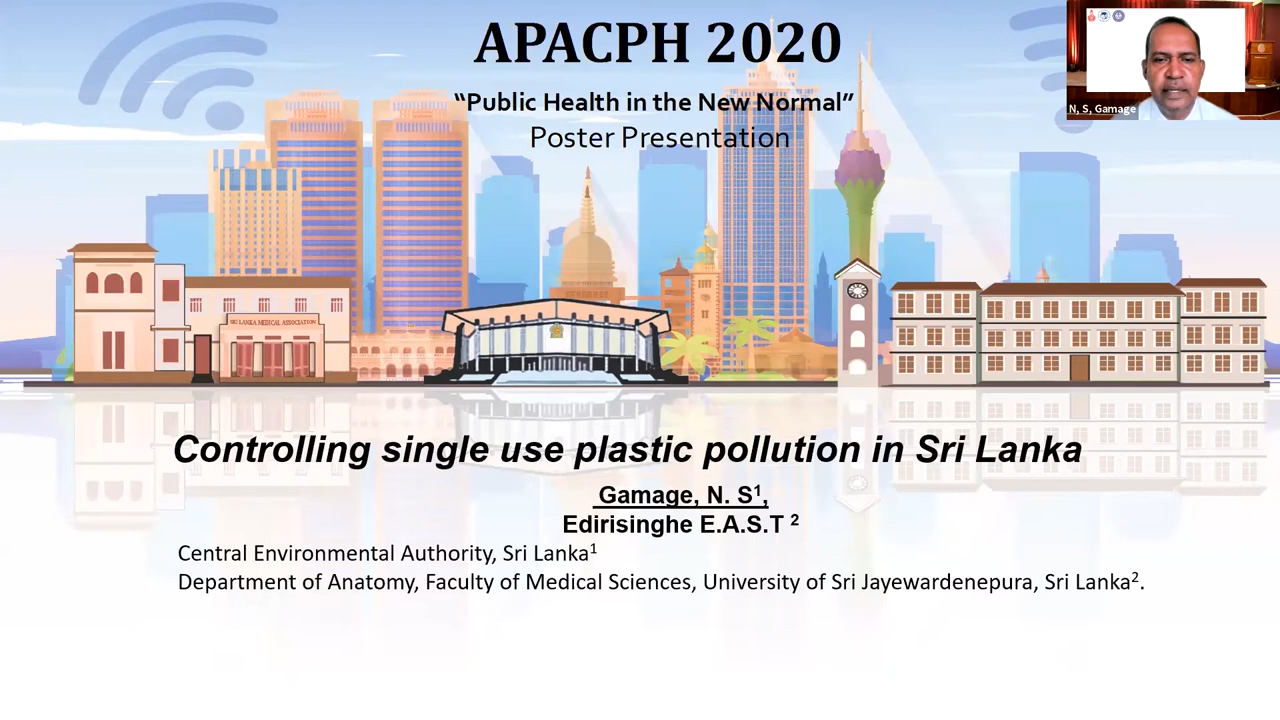 APACPH 2020
“Public Health in the New Normal”
Poster Presentation
N, S, Gamage
SRI LANKA MEDICAL ASSOCIATION
Controlling single use plastic pollution in Sri Lanka
Gamage, N. S¹,
Edirisinghe E.A.S.T ²
Central Environmental Authority, Sri Lanka¹
Department of Anatomy, Faculty of Medical Sciences, University of Sri Jayewardenepura, Sri Lanka².